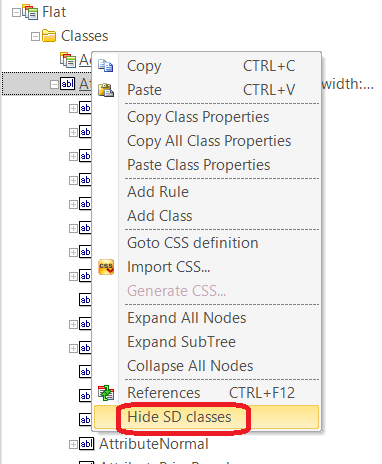 Flat
Classes
Copy CTRL+C
Paste CTRL+V
width:...
Copy Class Properties
Copy All Class Properties
Paste Class Properties
Add Rule
Add Class
Goto CSS definition
CSS Import CSS...
Generate CSS...
Expand All Nodes
Expand SubTree
Collapse All Nodes
References CTRL+F12
Hide SD classes
AttributeNormal